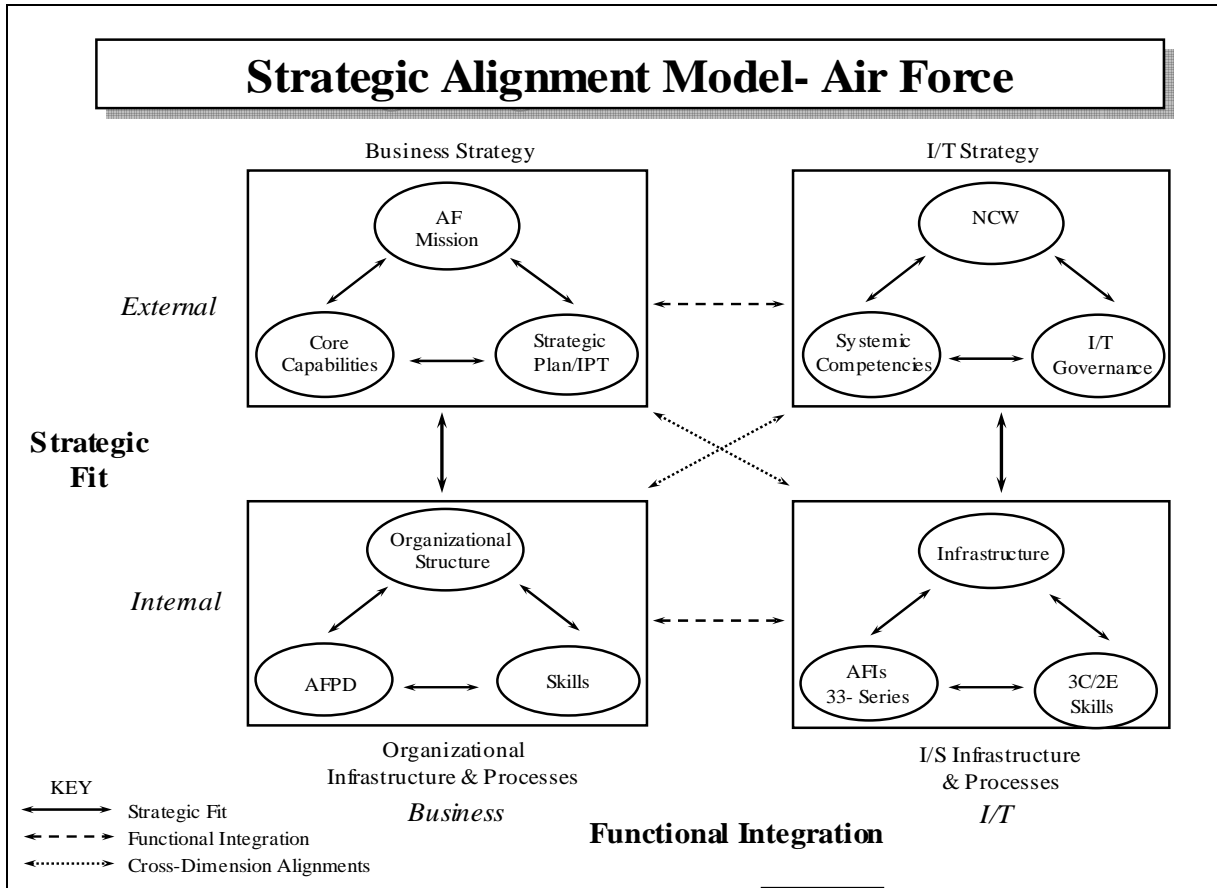 Strategic Alignment Model- Air Force
Business Strategy
I/T Strategy
AF
Mission
NCW
External
Core
Capabilities
Strategic
Plan/IPT
Systemic
Competencies
I/T
Governance
Strategic
Fit
Organizational
Structure
Infrastructure
Internal
AFPD
Skills
AFIs
33- Series
3C/2E
Skills
Organizational
Infrastructure & Processes
Business
I/S Infrastructure
& Processes
I/T
KEY
Strategic Fit
Functional Integration
Cross-Dimension Alignments
Functional Integration